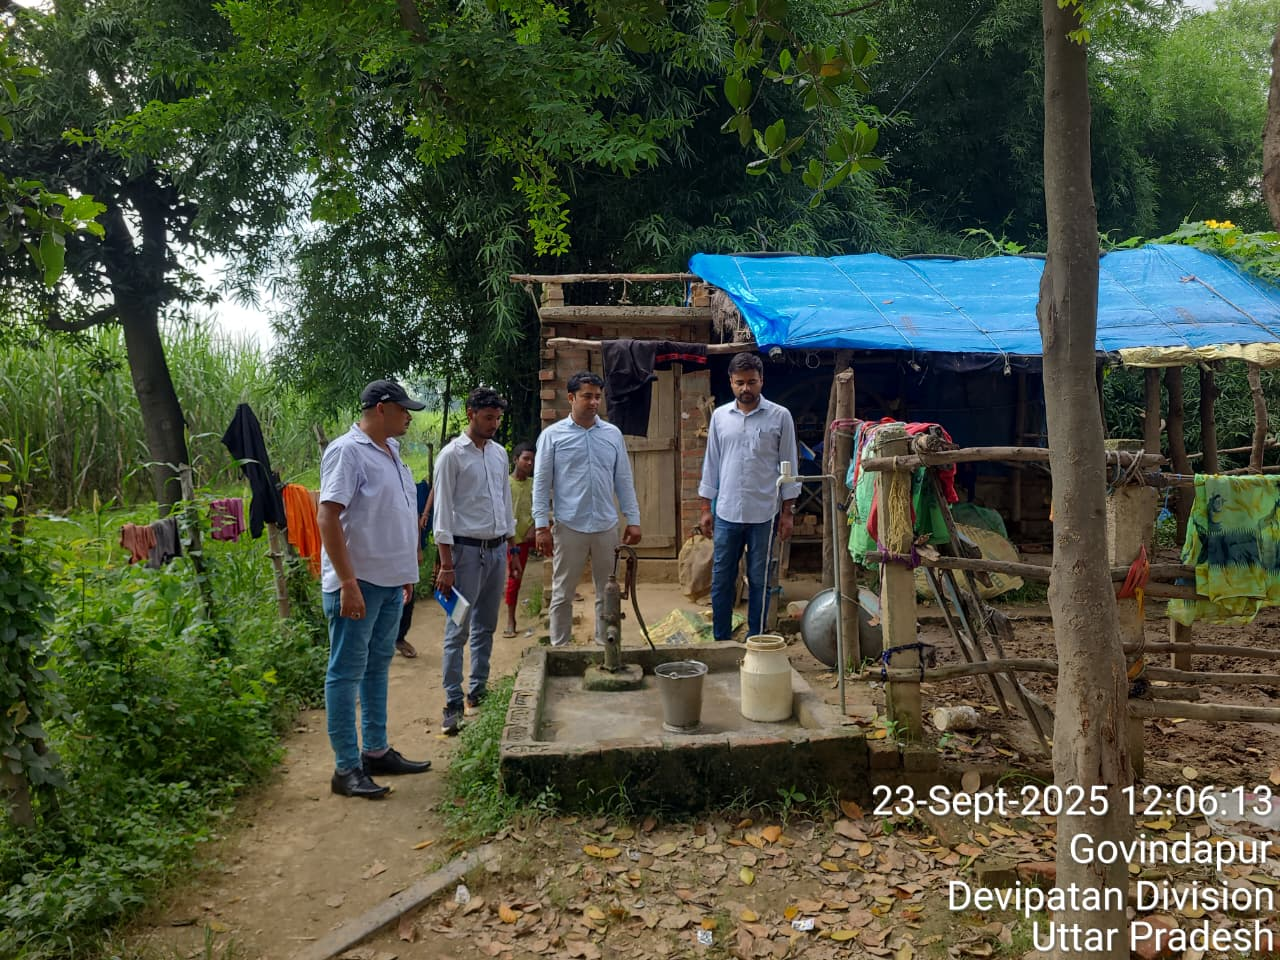 23-Sept-2025 12:06:13
Govindapur
Devipatan Division
Uttar Pradesh